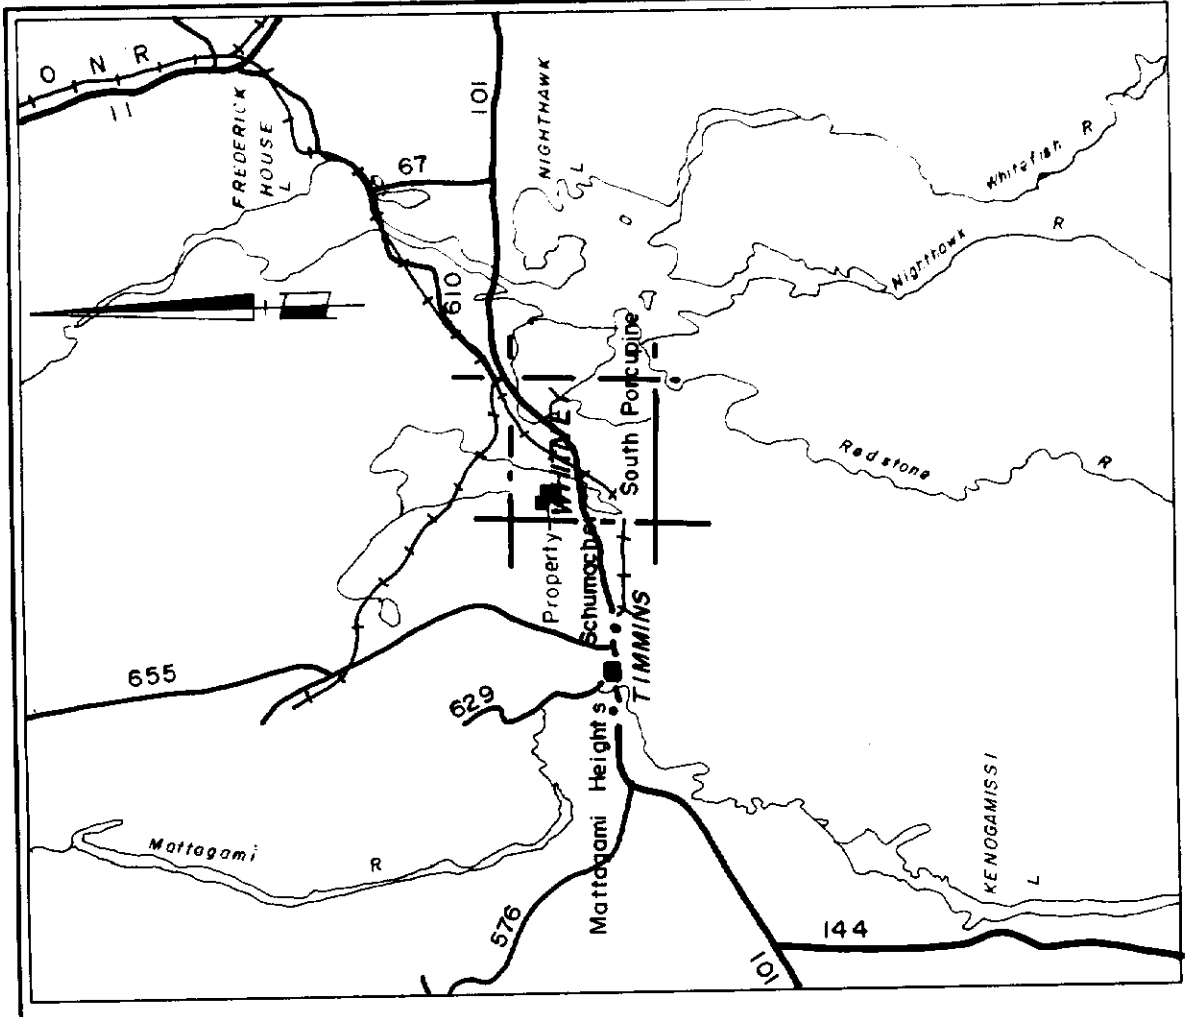 O N R
11
101
FREDERICK
HOUSE
L
NIGHTHAWK
L
67
Whitefish R
Nighthawk R
610
South Porcupine
WHITNEY
Redstone R
Property
Schumacher
TIMMINS
655
629
Mattagami Heights
Mattagami R
576
KENOGAMISSI
L
144
101